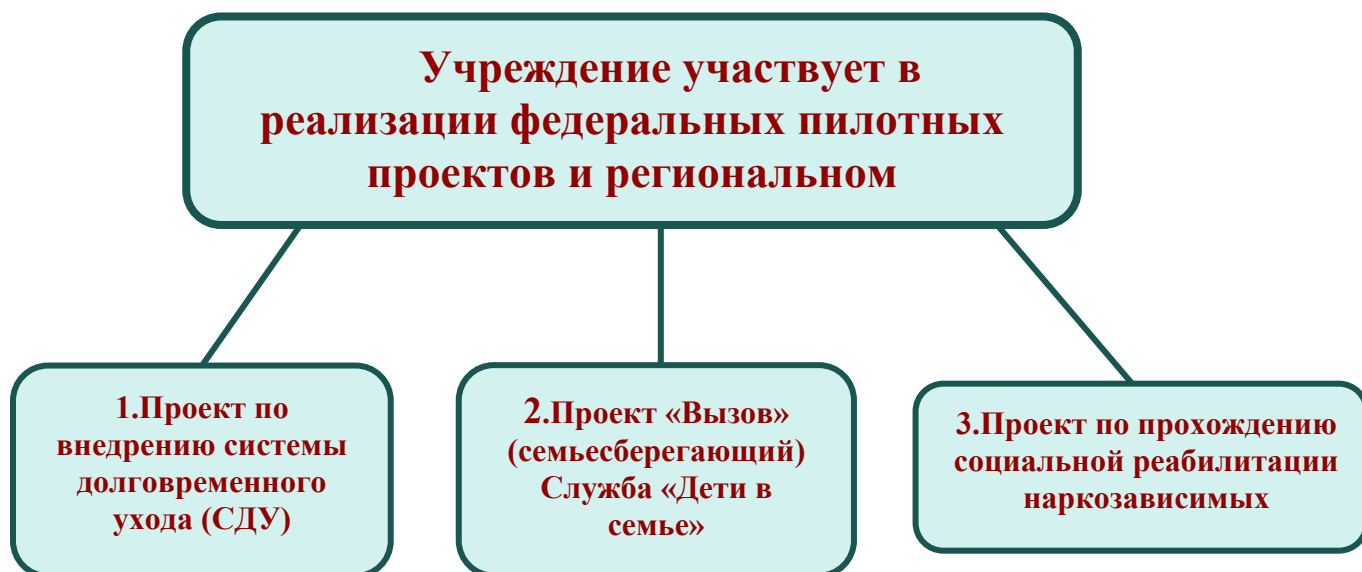 Учреждение участвует в
реализации федеральных пилотных
проектов и региональном
1.Проект по
внедрению системы
долговременного
ухода (СДУ)
2.Проект «Вызов»
(семьесберегающий)
Служба «Дети в
семье»
3.Проект по прохождению
социальной реабилитации
наркозависимых